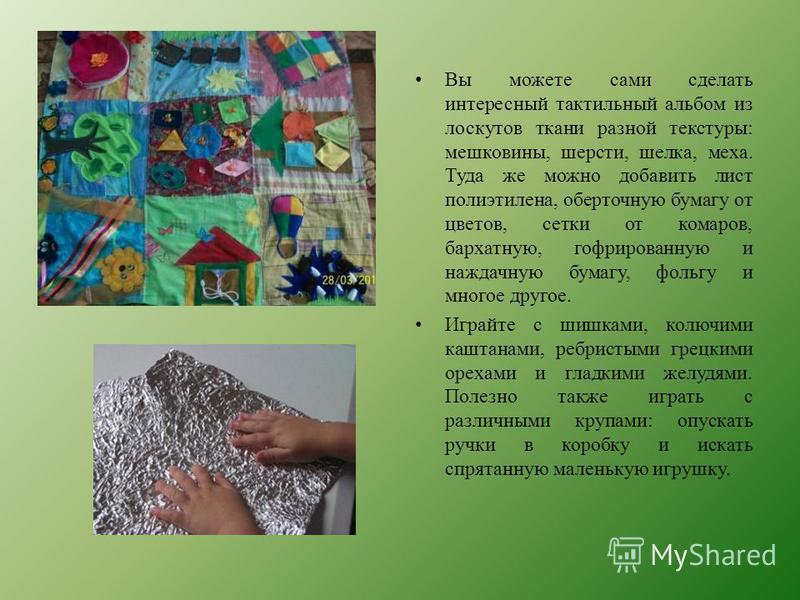 • Вы можете сами сделать
интересный тактильный альбом из
лоскутов ткани разной текстуры:
мешковины, шерсти, шелка, меха.
Туда же можно добавить лист
полиэтилена, оберточную бумагу от
цветов, сетки от комаров,
бархатную, гофрированную и
наждачную бумагу, фольгу и
многое другое.
• Играйте с шишками, колючими
каштанами, ребристыми грецкими
орехами и гладкими желудями.
Полезно также играть с
различными крупами: опускать
ручки в коробку и искать
спрятанную маленькую игрушку.
28/03/201
MyShared